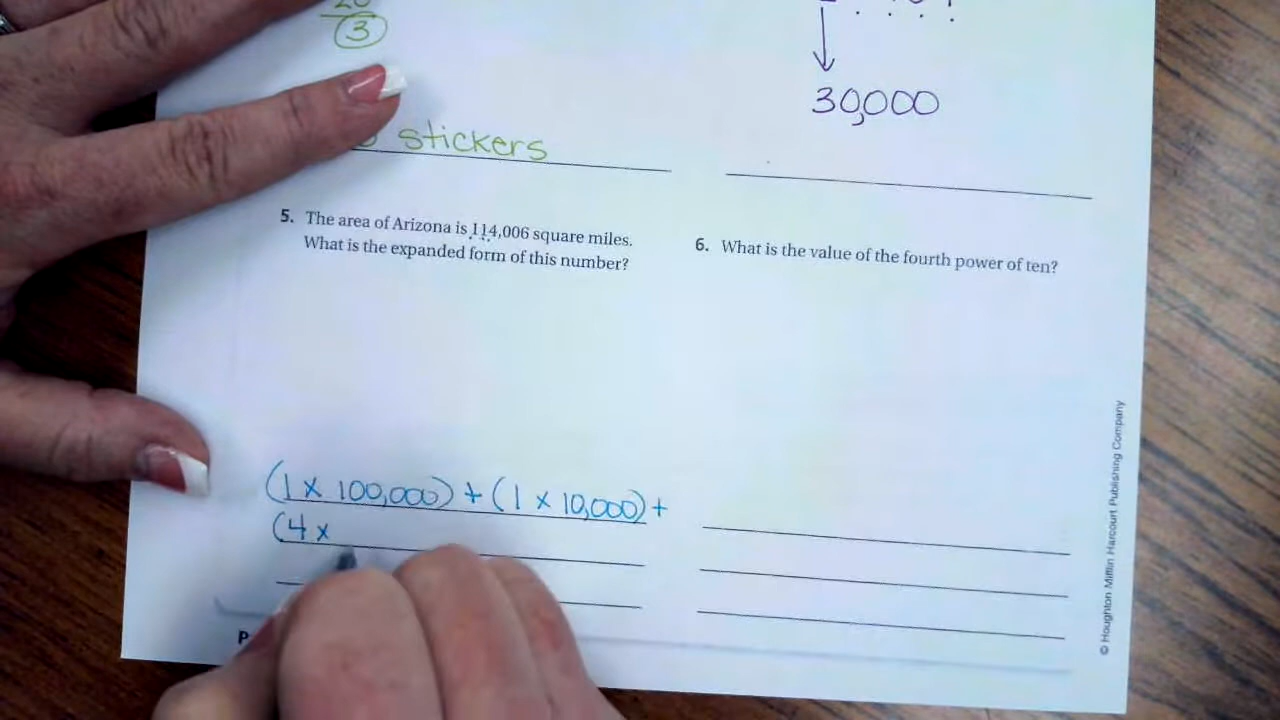 3
30,000
stickers
5. The area of Arizona is 114,006 square miles.
What is the expanded form of this number?
6. What is the value of the fourth power of ten?
(1 x 100,000) + (1 x 10,000) +
(4 x
P
© Houghton Mifflin Harcourt Publishing Company